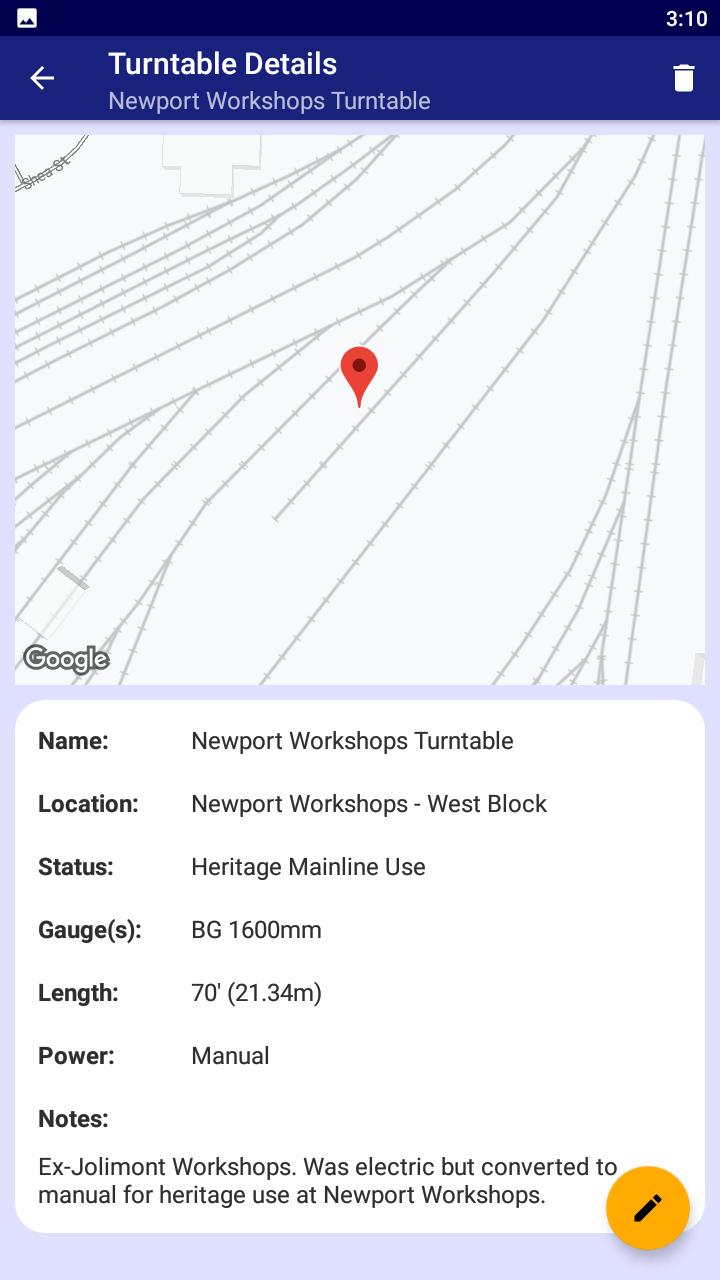 3:10
Turntable Details
Newport Workshops Turntable
Shea St
Google
Name: Newport Workshops Turntable
Location: Newport Workshops - West Block
Status: Heritage Mainline Use
Gauge(s): BG 1600mm
Length: 70' (21.34m)
Power: Manual
Notes:
Ex-Jolimont Workshops. Was electric but converted to
manual for heritage use at Newport Workshops.